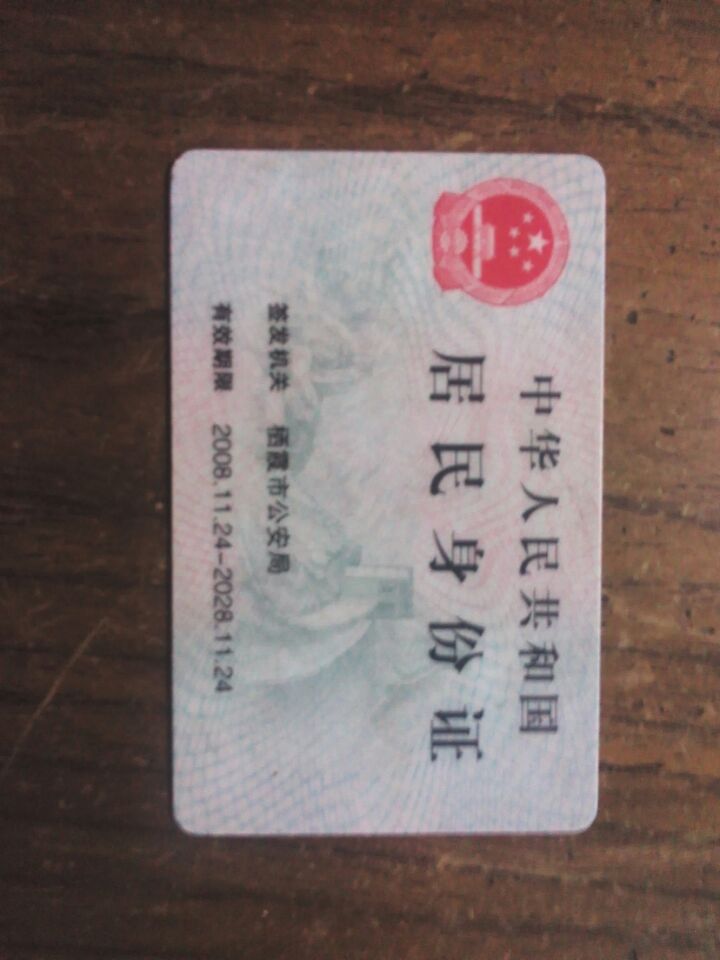 中华人民共和国
居民身份证
签发机关 栖霞市公安局
有效期限 2008.11.24-2028.11.24